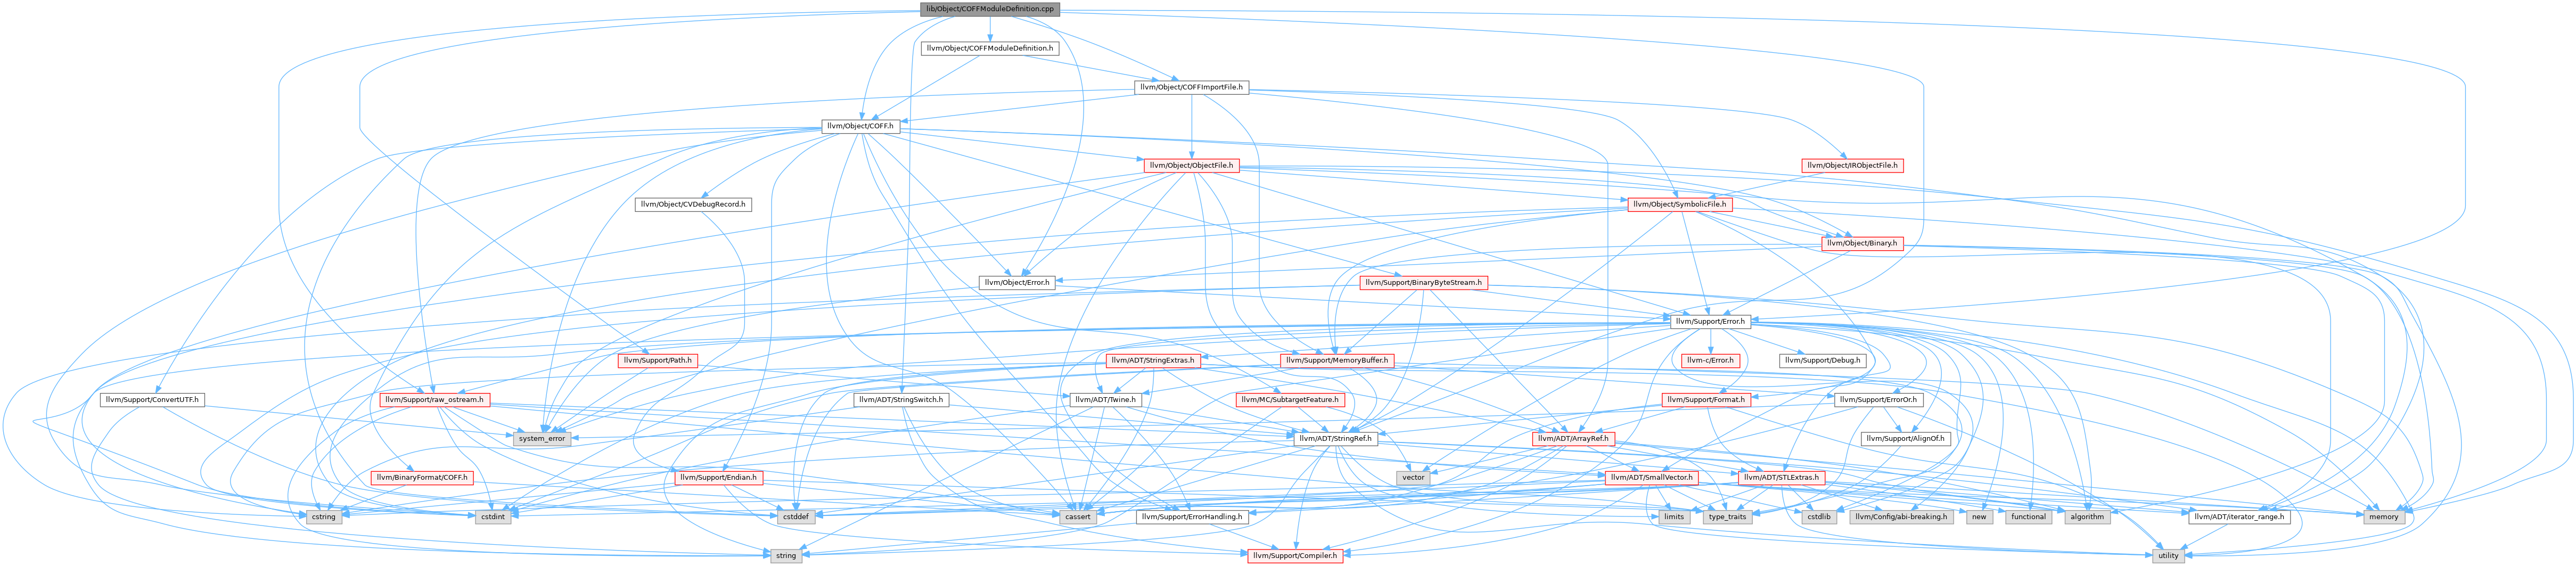 lib/Object/COFFModuleDefinition.cpp
llvm/Object/COFFModuleDefinition.h
llvm/Object/COFFImportFile.h
llvm/Object/COFF.h
llvm/Object/ObjectFile.h
llvm/Object/IRObjectFile.h
llvm/Object/CVDebugRecord.h
llvm/Object/SymbolicFile.h
llvm/Object/Binary.h
llvm/Object/Error.h
llvm/Support/BinaryByteStream.h
llvm/Support/Error.h
llvm/Support/Path.h
llvm/ADT/StringExtras.h
llvm/Support/MemoryBuffer.h
llvm-c/Error.h
llvm/Support/Debug.h
llvm/Support/ConvertUTF.h
llvm/Support/raw_ostream.h
llvm/ADT/StringSwitch.h
llvm/ADT/Twine.h
llvm/MC/SubtargetFeature.h
llvm/Support/Format.h
llvm/Support/ErrorOr.h
system_error
llvm/ADT/StringRef.h
llvm/ADT/ArrayRef.h
llvm/Support/AlignOf.h
llvm/BinaryFormat/COFF.h
llvm/Support/Endian.h
vector
llvm/ADT/SmallVector.h
llvm/ADT/STLExtras.h
cstring
cstdint
cstddef
cassert
llvm/Support/ErrorHandling.h
limits
type_traits
cstdlib
llvm/Config/abi-breaking.h
new
functional
algorithm
llvm/ADT/iterator_range.h
memory
string
llvm/Support/Compiler.h
utility